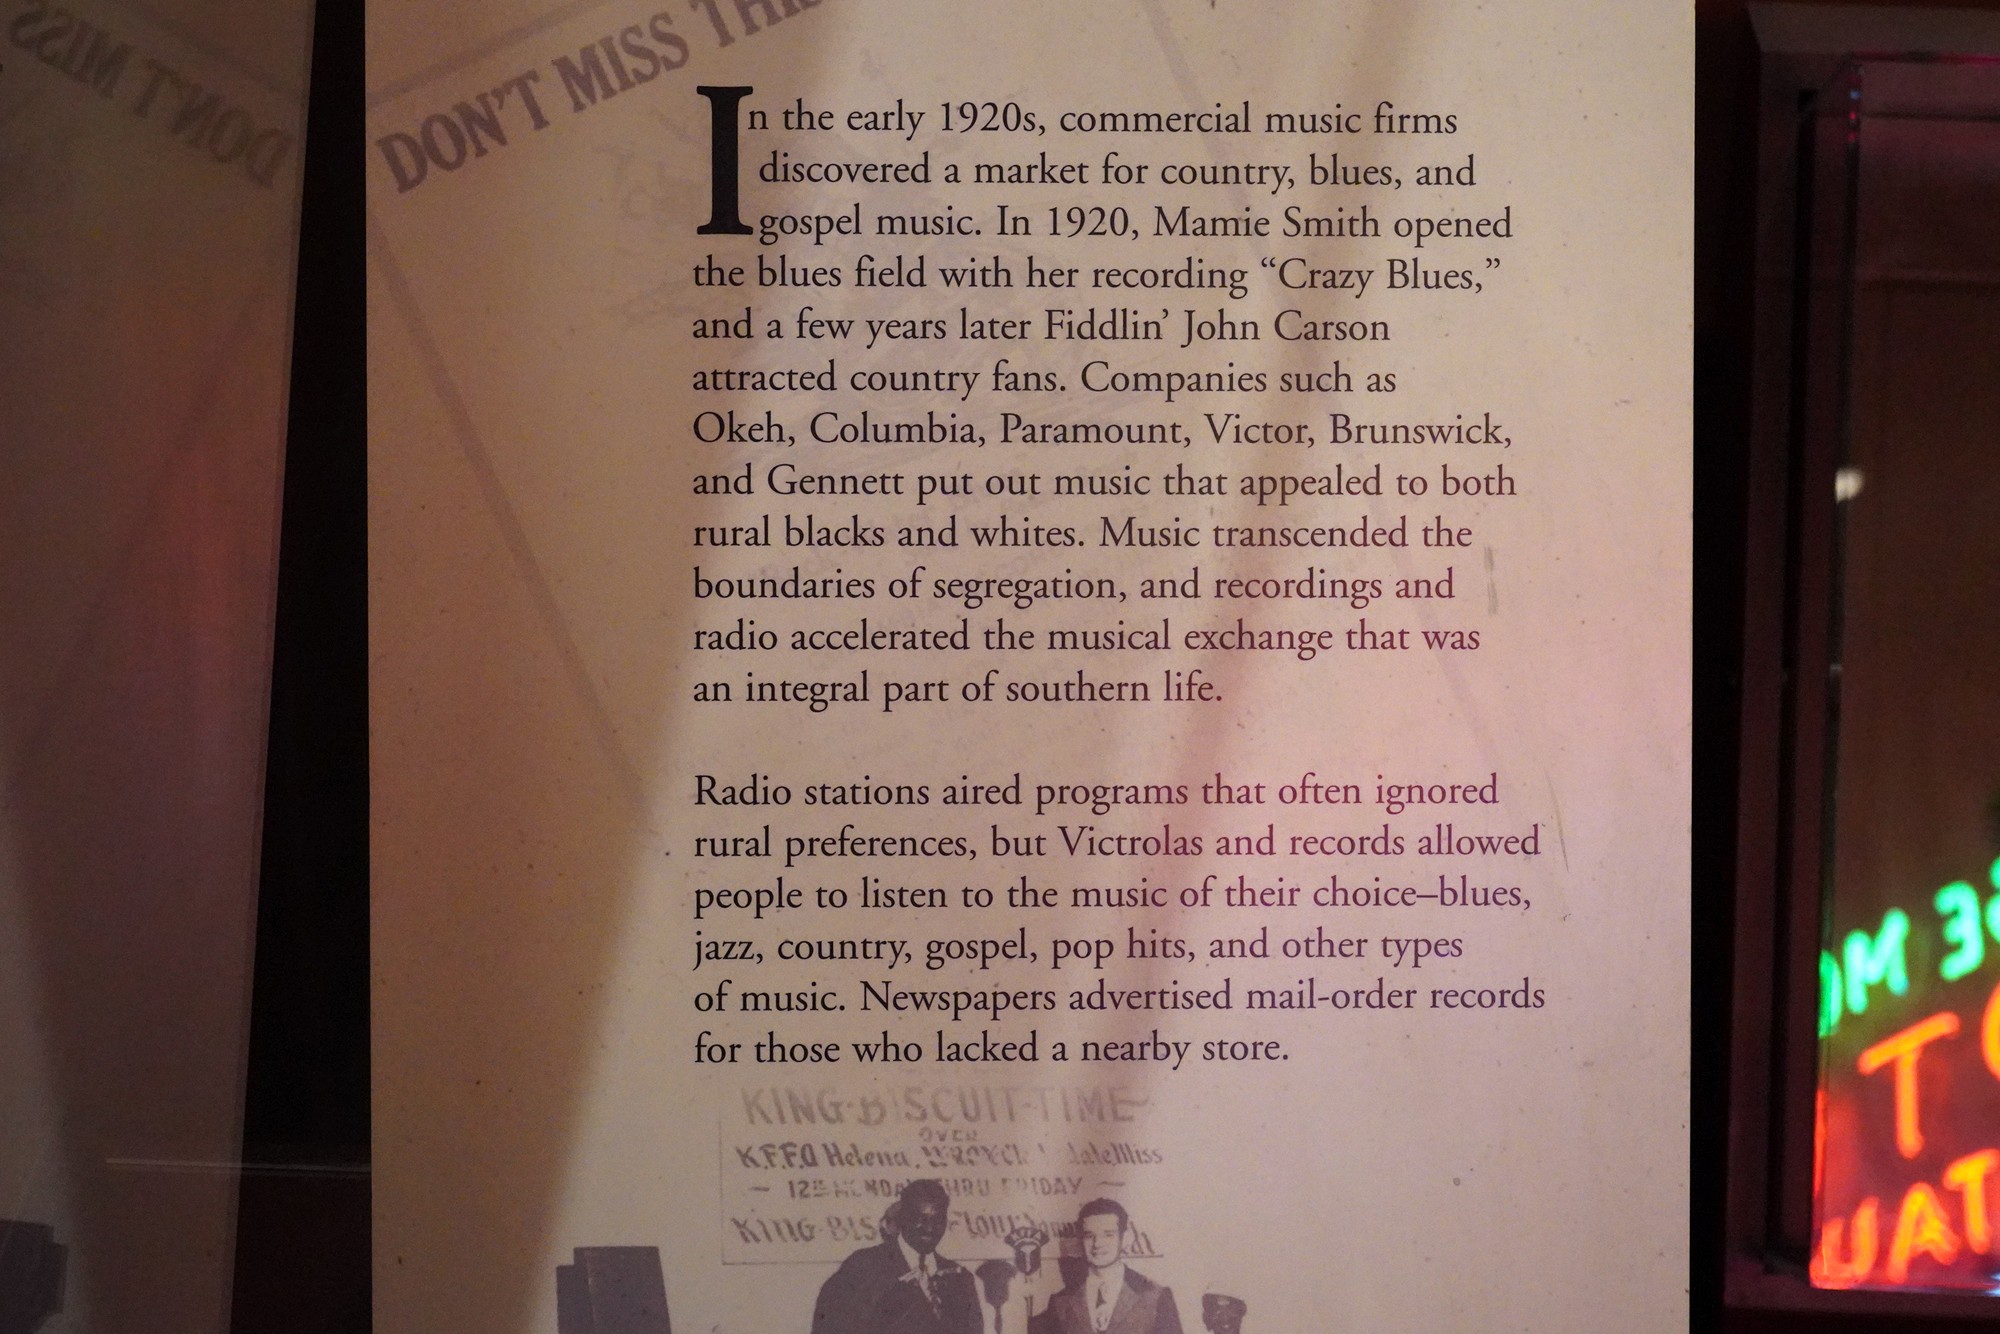 DON'T MISS
DON'T MISS THIS
In the early 1920s, commercial music firms
discovered a market for country, blues, and
gospel music. In 1920, Mamie Smith opened
the blues field with her recording “Crazy Blues,”
and a few years later Fiddlin’ John Carson
attracted country fans. Companies such as
Okeh, Columbia, Paramount, Victor, Brunswick,
and Gennett put out music that appealed to both
rural blacks and whites. Music transcended the
boundaries of segregation, and recordings and
radio accelerated the musical exchange that was
an integral part of southern life.
Radio stations aired programs that often ignored
rural preferences, but Victrolas and records allowed
people to listen to the music of their choice–blues,
jazz, country, gospel, pop hits, and other types
of music. Newspapers advertised mail-order records
for those who lacked a nearby store.
KING-BISCUIT-TIME
OVER
K.F.F.A Helena,
THRU FRIDAY
KING-BISC Flour